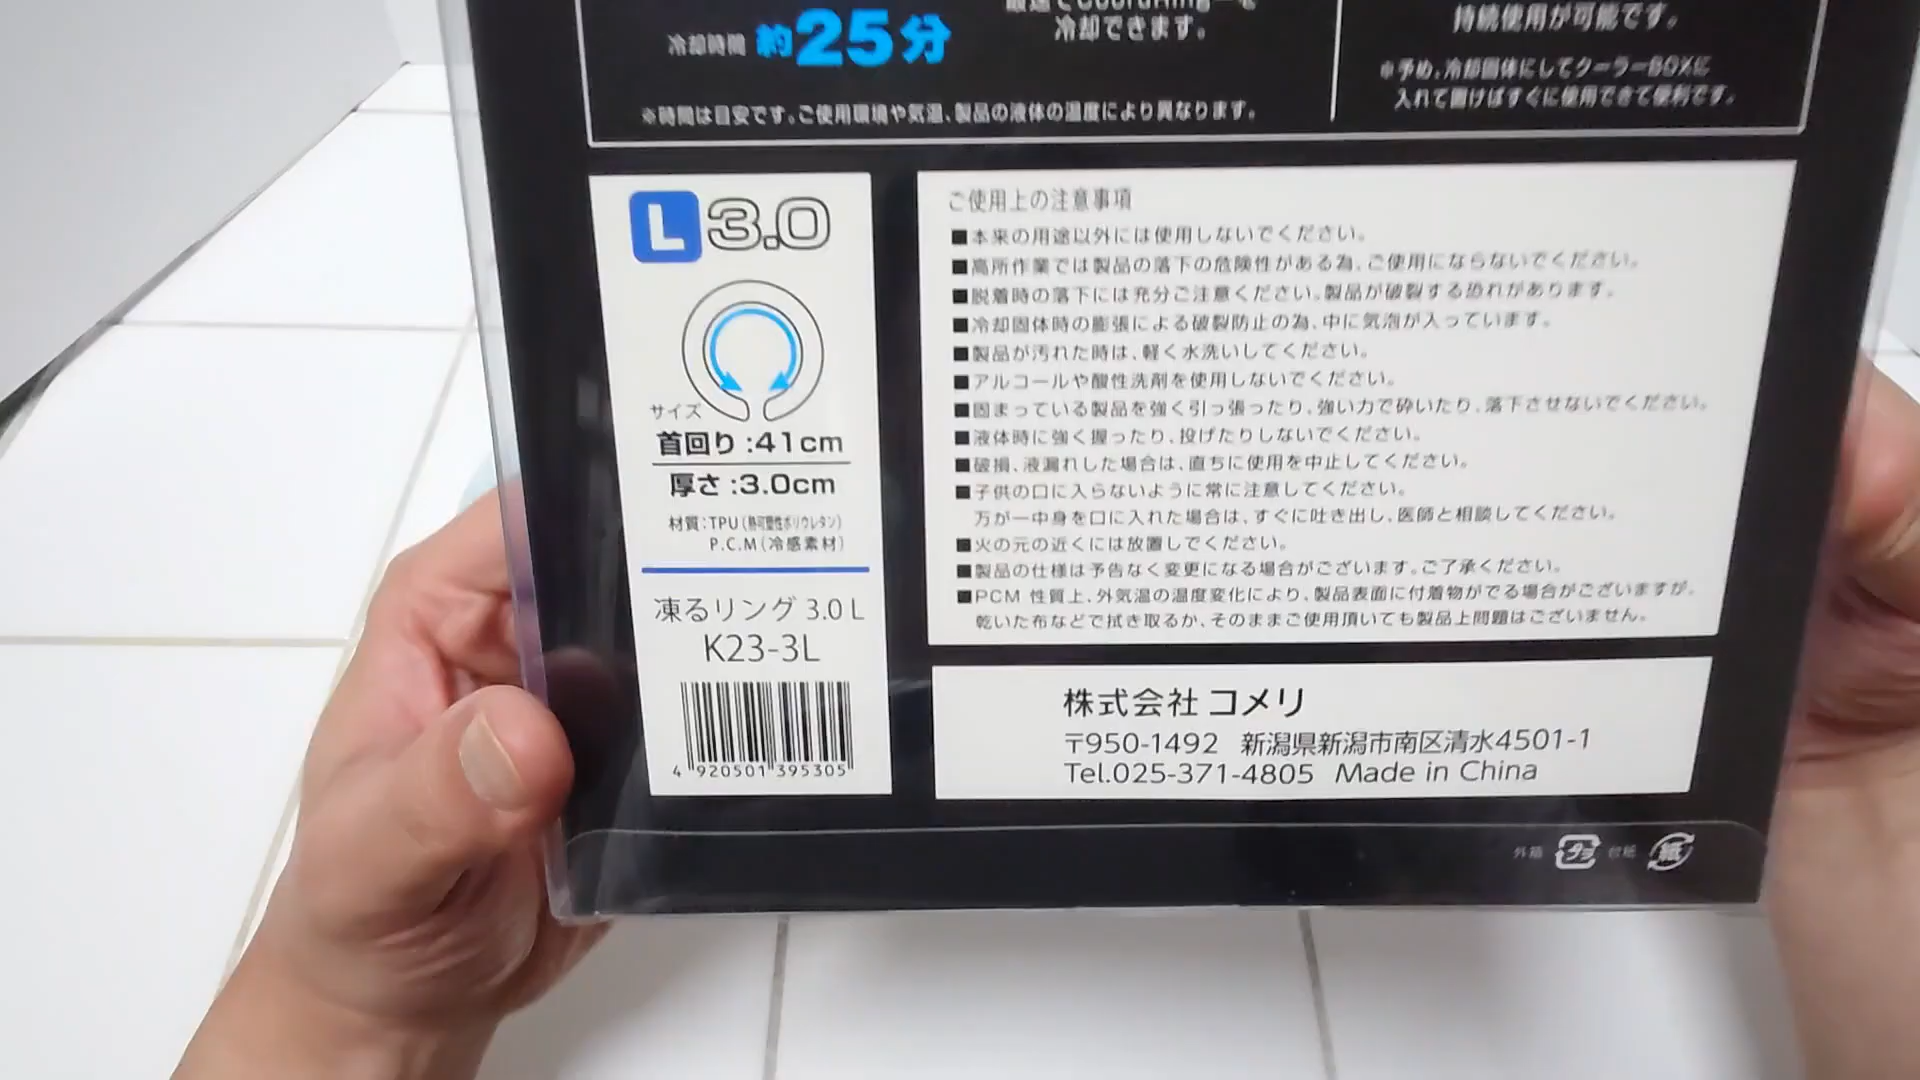 冷却できます。
冷却時間 約25分
※時間は目安です。ご使用環境や気温、製品の液体の温度により異なります。
持続使用が可能です。
※予め、冷却固体にしてクーラーBOXに
入れて置けばすぐに使用できて便利です。
L 3.0
サイズ
首回り:41cm
厚さ:3.0cm
材質:TPU(熱可塑性ポリウレタン)
P.C.M(冷感素材)
凍るリング 3.0 L
K23-3L
4 920501 395305
ご使用上の注意事項
■本来の用途以外には使用しないでください。
■高所作業では製品の落下の危険性がある為、ご使用にならないでください。
■脱着時の落下には充分ご注意ください。製品が破裂する恐れがあります。
■冷却固体時の膨張による破裂防止の為、中に気泡が入っています。
■製品が汚れた時は、軽く水洗いしてください。
■アルコールや酸性洗剤を使用しないでください。
■固まっている製品を強く引っ張ったり、強い力で砕いたり、落下させないでください。
■液体時に強く握ったり、投げたりしないでください。
■破損、液漏れした場合は、直ちに使用を中止してください。
■子供の口に入らないように常に注意してください。
万が一中身を口に入れた場合は、すぐに吐き出し、医師と相談してください。
■火の元の近くには放置しでください。
■製品の仕様は予告なく変更になる場合がございます。ご了承ください。
■PCM 性質上、外気温の温度変化により、製品表面に付着物がでる場合がございますが、
乾いた布などで拭き取るか、そのままご使用頂いても製品上問題はございません。
株式会社 コメリ
〒950-1492 新潟県新潟市南区清水4501-1
Tel.025-371-4805 Made in China
外箱 プラ 台紙 紙